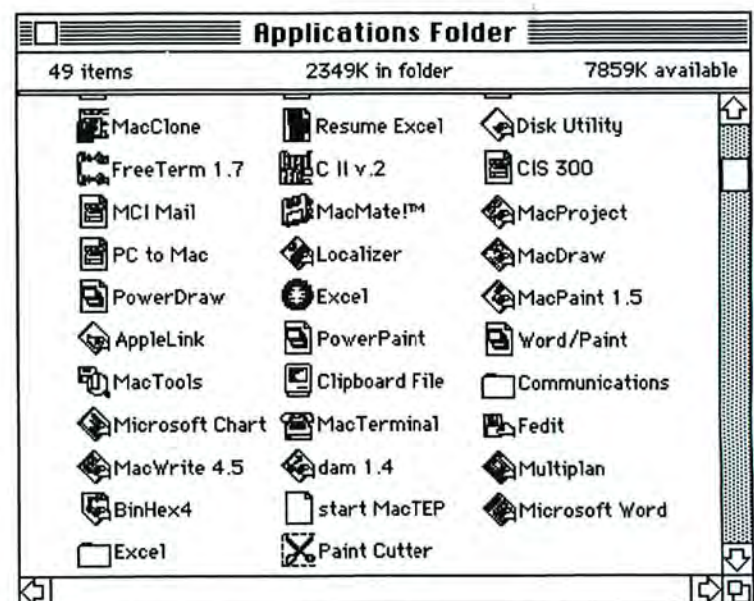 Applications Folder
49 items 2349K in folder 7859K available
MacClone Resume Excel Disk Utility
FreeTerm 1.7 C II v.2 CIS 300
MCI Mail MacMate!™ MacProject
PC to Mac Localizer MacDraw
PowerDraw Excel MacPaint 1.5
AppleLink PowerPaint Word/Paint
MacTools Clipboard File Communications
Microsoft Chart MacTerminal Fedit
MacWrite 4.5 dam 1.4 Multiplan
BinHex4 start MacTEP Microsoft Word
Excel Paint Cutter